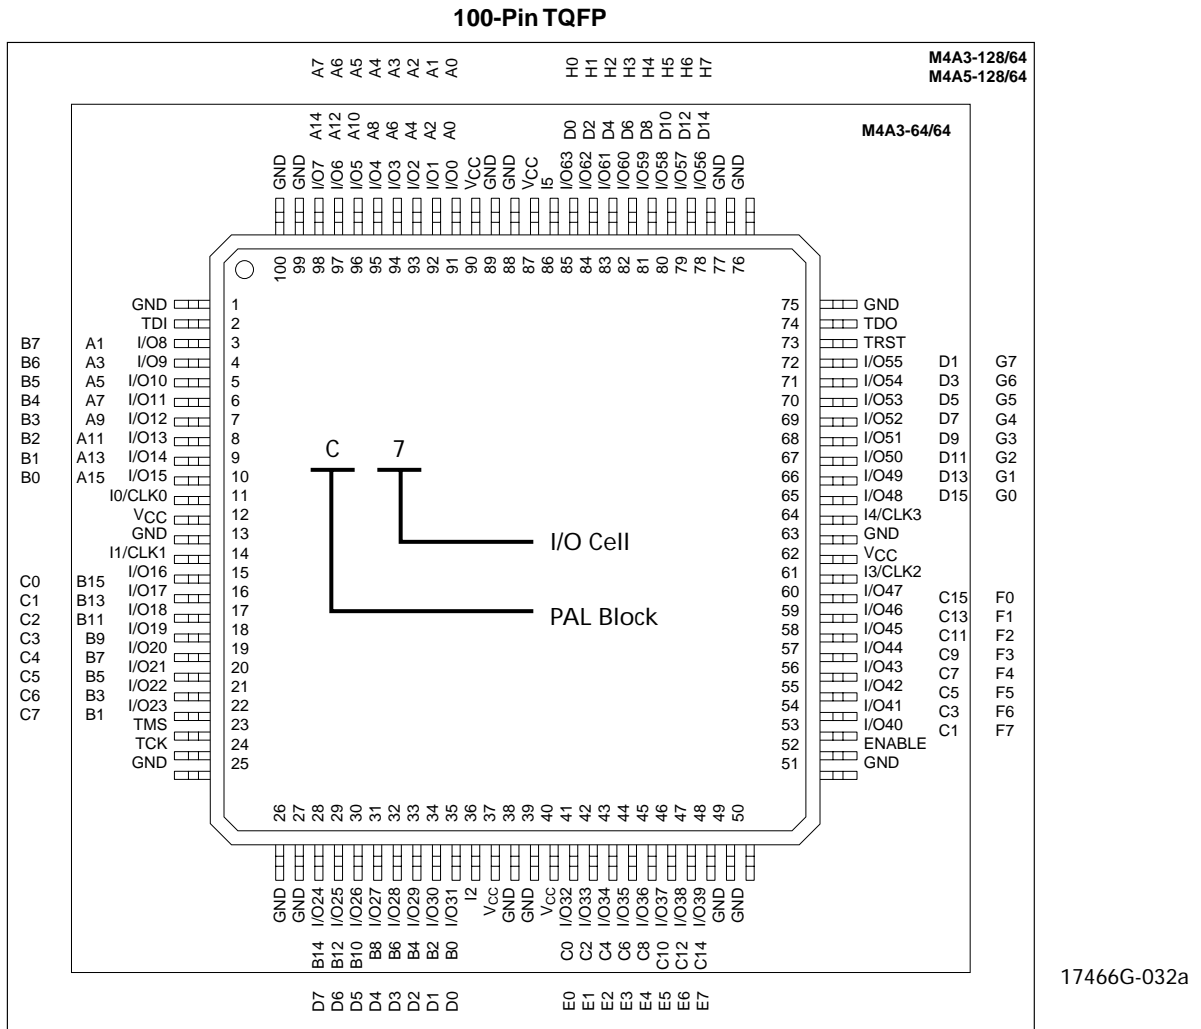 100-Pin TQFP
M4A3-128/64
M4A5-128/64
A7 A6 A5 A4 A3 A2 A1 A0 H0 H1 H2 H3 H4 H5 H6 H7
M4A3-64/64
A14 A12 A10 A8 A6 A4 A2 A0 D0 D2 D4 D6 D8 D10 D12 D14
GND GND I/O7 I/O6 I/O5 I/O4 I/O3 I/O2 I/O1 I/O0 VCC GND GND VCC I5 I/O63 I/O62 I/O61 I/O60 I/O59 I/O58 I/O57 I/O56 GND GND
100 99 98 97 96 95 94 93 92 91 90 89 88 87 86 85 84 83 82 81 80 79 78 77 76
GND 1 75 GND
TDI 2 74 TDO
B7 A1 I/O8 3 73 TRST
B6 A3 I/O9 4 72 I/O55 D1 G7
B5 A5 I/O10 5 71 I/O54 D3 G6
B4 A7 I/O11 6 70 I/O53 D5 G5
B3 A9 I/O12 7 69 I/O52 D7 G4
B2 A11 I/O13 8 68 I/O51 D9 G3
B1 A13 I/O14 9 67 I/O50 D11 G2
B0 A15 I/O15 10 66 I/O49 D13 G1
I0/CLK0 11 65 I/O48 D15 G0
VCC 12 64 I4/CLK3
GND 13 63 GND
I1/CLK1 14 62 VCC
I/O16 15 61 I3/CLK2
C0 B15 I/O17 16 60 I/O47
C1 B13 I/O18 17 59 I/O46 C15 F0
C2 B11 I/O19 18 58 I/O45 C13 F1
C3 B9 I/O20 19 57 I/O44 C11 F2
C4 B7 I/O21 20 56 I/O43 C9 F3
C5 B5 I/O22 21 55 I/O42 C7 F4
C6 B3 I/O23 22 54 I/O41 C5 F5
C7 B1 TMS 23 53 I/O40 C3 F6
TCK 24 52 ENABLE C1 F7
GND 25 51 GND
C 7
I/O Cell
PAL Block
26 27 28 29 30 31 32 33 34 35 36 37 38 39 40 41 42 43 44 45 46 47 48 49 50
GND GND I/O24 I/O25 I/O26 I/O27 I/O28 I/O29 I/O30 I/O31 I2 VCC GND GND VCC I/O32 I/O33 I/O34 I/O35 I/O36 I/O37 I/O38 I/O39 GND GND
B14 B12 B10 B8 B6 B4 B2 B0 C0 C2 C4 C6 C8 C10 C12 C14
D7 D6 D5 D4 D3 D2 D1 D0 E0 E1 E2 E3 E4 E5 E6 E7
17466G-032a